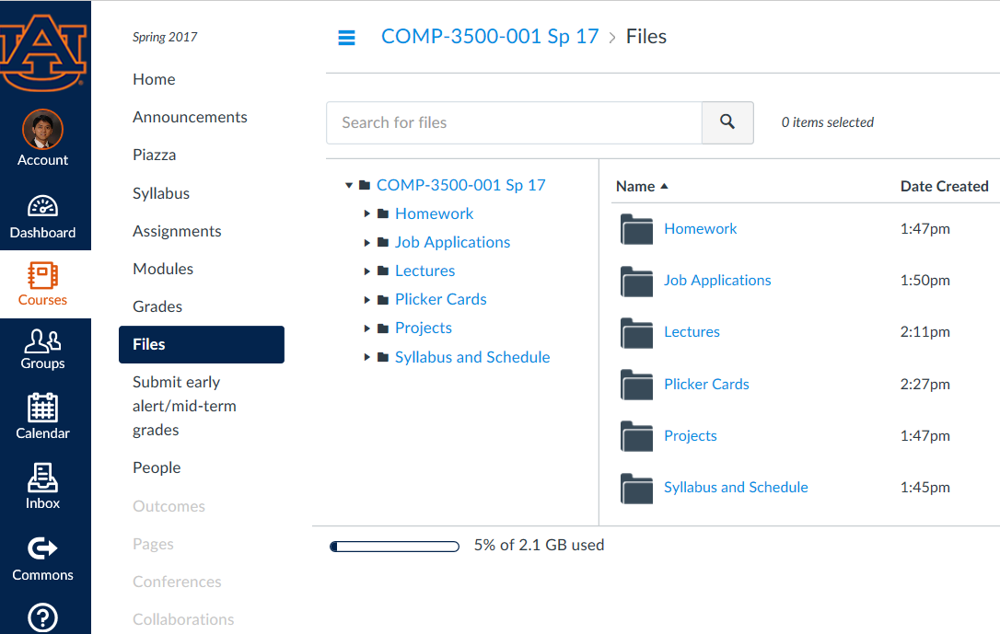 AU
Account
Dashboard
Courses
Groups
Calendar
Inbox
Commons
?
Spring 2017
Home
Announcements
Piazza
Syllabus
Assignments
Modules
Grades
Files
Submit early
alert/mid-term
grades
People
Outcomes
Pages
Conferences
Collaborations
COMP-3500-001 Sp 17 > Files
Search for files
0 items selected
COMP-3500-001 Sp 17
Homework
Job Applications
Lectures
Plicker Cards
Projects
Syllabus and Schedule
Name Date Created
Homework 1:47pm
Job Applications 1:50pm
Lectures 2:11pm
Plicker Cards 2:27pm
Projects 1:47pm
Syllabus and Schedule 1:45pm
5% of 2.1 GB used